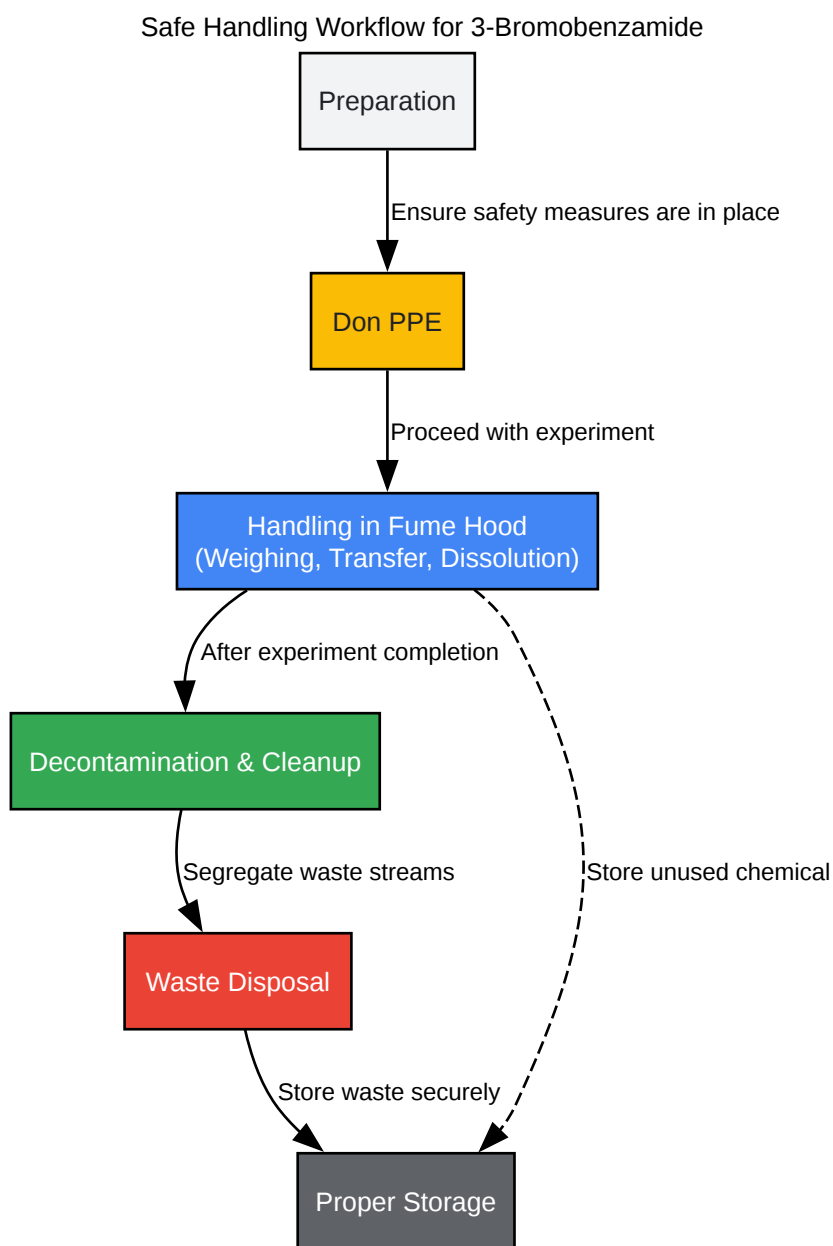 Safe Handling Workflow for 3-Bromobenzamide
Preparation
Ensure safety measures are in place
Don PPE
Proceed with experiment
Handling in Fume Hood
(Weighing, Transfer, Dissolution)
After experiment completion
Decontamination & Cleanup
Segregate waste streams
Store unused chemical
Waste Disposal
Store waste securely
Proper Storage